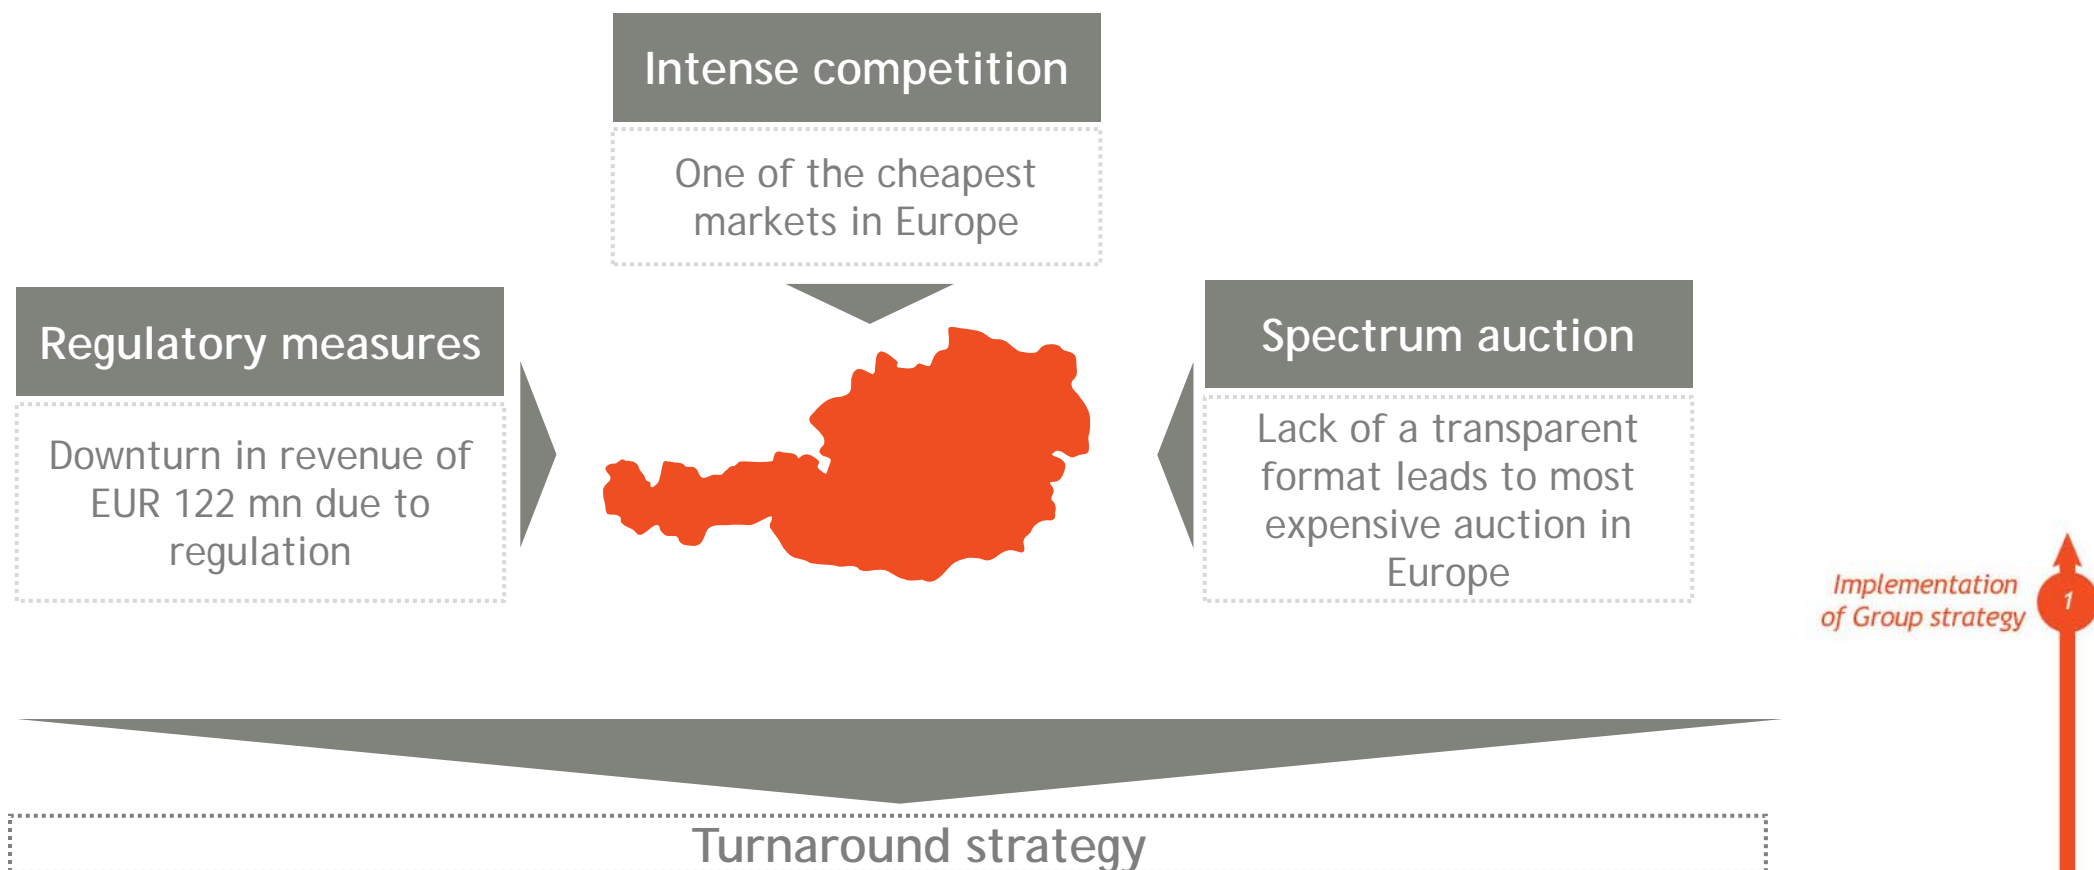 Intense competition
One of the cheapest
markets in Europe
Regulatory measures
Downturn in revenue of
EUR 122 mn due to
regulation
Spectrum auction
Lack of a transparent
format leads to most
expensive auction in
Europe
Implementation
of Group strategy
1
Turnaround strategy